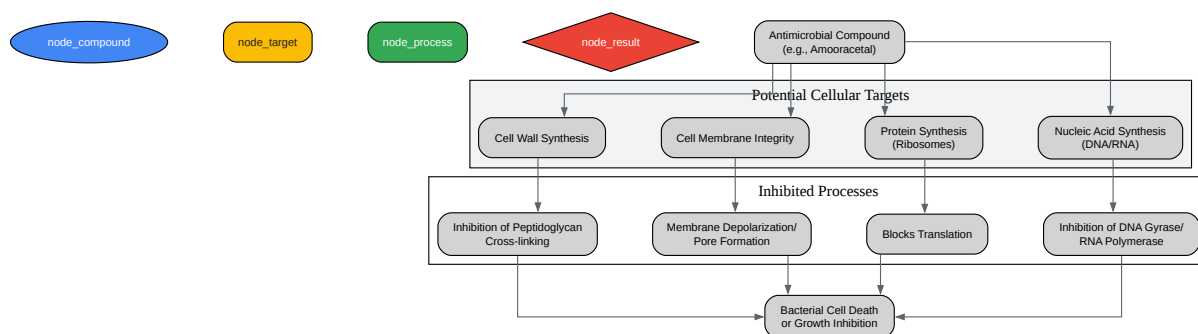 node_compound
node_target
node_process
node_result
Antimicrobial Compound
(e.g., Amooracetal)
Potential Cellular Targets
Cell Wall Synthesis
Cell Membrane Integrity
Protein Synthesis
(Ribosomes)
Nucleic Acid Synthesis
(DNA/RNA)
Inhibited Processes
Inhibition of Peptidoglycan
Cross-linking
Membrane Depolarization/
Pore Formation
Blocks Translation
Inhibition of DNA Gyrase/
RNA Polymerase
Bacterial Cell Death
or Growth Inhibition